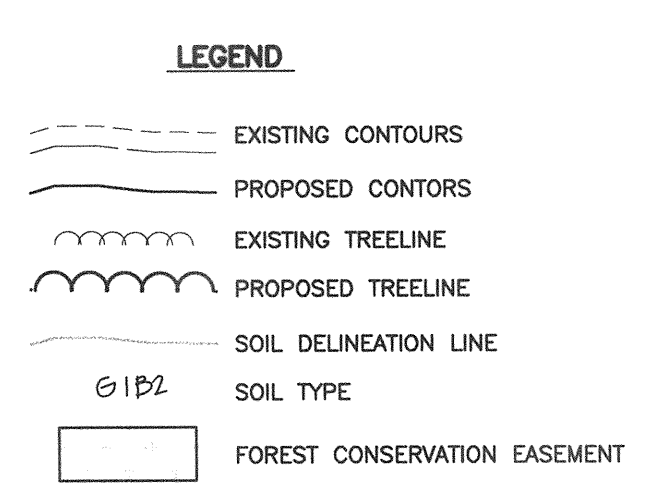 LEGEND
EXISTING CONTOURS
PROPOSED CONTORS
EXISTING TREELINE
PROPOSED TREELINE
SOIL DELINEATION LINE
G1B2 SOIL TYPE
FOREST CONSERVATION EASEMENT